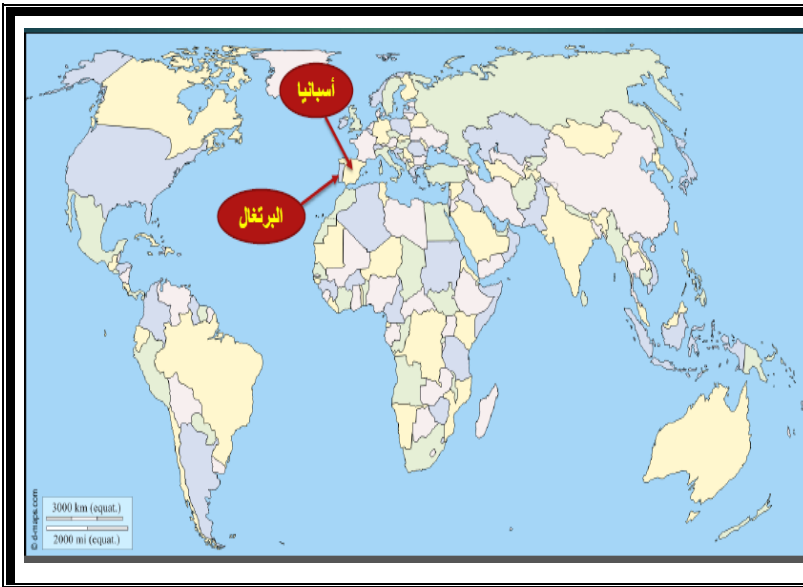 أسبانيا
البرتغال
3000 km (equat.)
2000 mi (equat.)
© d-maps.com